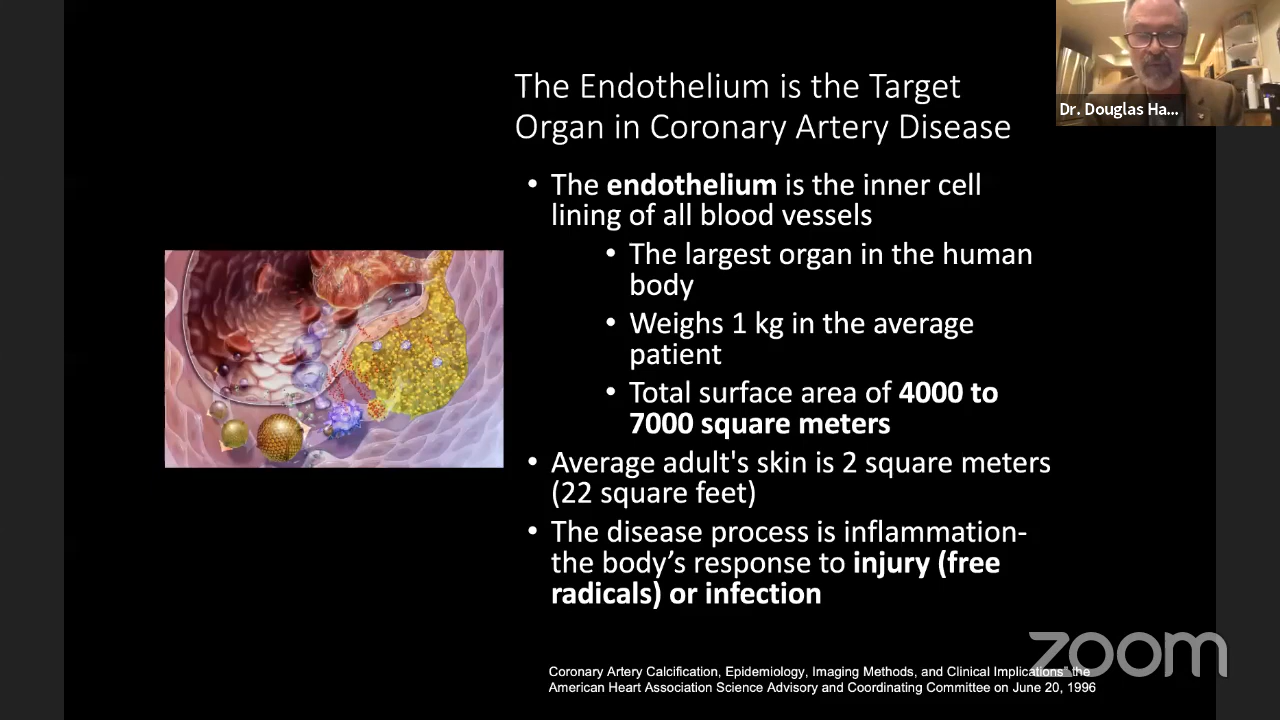 The Endothelium is the Target
Organ in Coronary Artery Disease
Dr. Douglas Ha...
• The endothelium is the inner cell
lining of all blood vessels
• The largest organ in the human
body
• Weighs 1 kg in the average
patient
• Total surface area of 4000 to
7000 square meters
• Average adult's skin is 2 square meters
(22 square feet)
• The disease process is inflammation-
the body’s response to injury (free
radicals) or infection
Coronary Artery Calcification, Epidemiology, Imaging Methods, and Clinical Implications" the
American Heart Association Science Advisory and Coordinating Committee on June 20, 1996
zoom